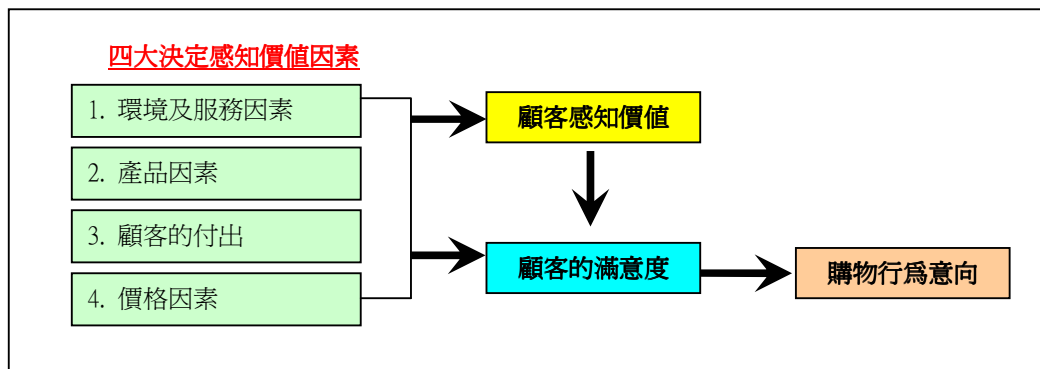 四大決定感知價值因素
1. 環境及服務因素
2. 產品因素
3. 顧客的付出
4. 價格因素
顧客感知價值
顧客的滿意度
購物行為意向